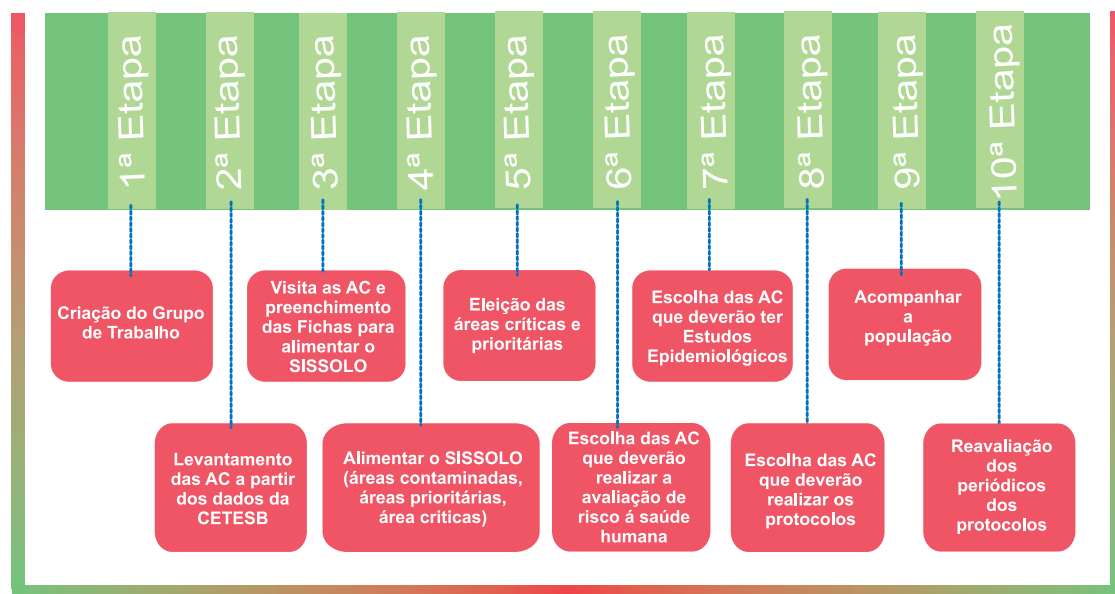 1ª Etapa
2ª Etapa
3ª Etapa
4ª Etapa
5ª Etapa
6ª Etapa
7ª Etapa
8ª Etapa
9ª Etapa
10ª Etapa
Criação do Grupo
de Trabalho
Visita as AC e
preenchimento
das Fichas para
alimentar o
SISSOLO
Eleição das
áreas críticas e
prioritárias
Escolha das AC
que deverão ter
Estudos
Epidemiológicos
Acompanhar
a
população
Levantamento
das AC a partir
dos dados da
CETESB
Alimentar o SISSOLO
(áreas contaminadas,
áreas prioritárias,
área criticas)
Escolha das AC
que deverão
realizar a
avaliação de
risco á saúde
humana
Escolha das AC
que deverão
realizar os
protocolos
Reavaliação
dos
periódicos
dos
protocolos